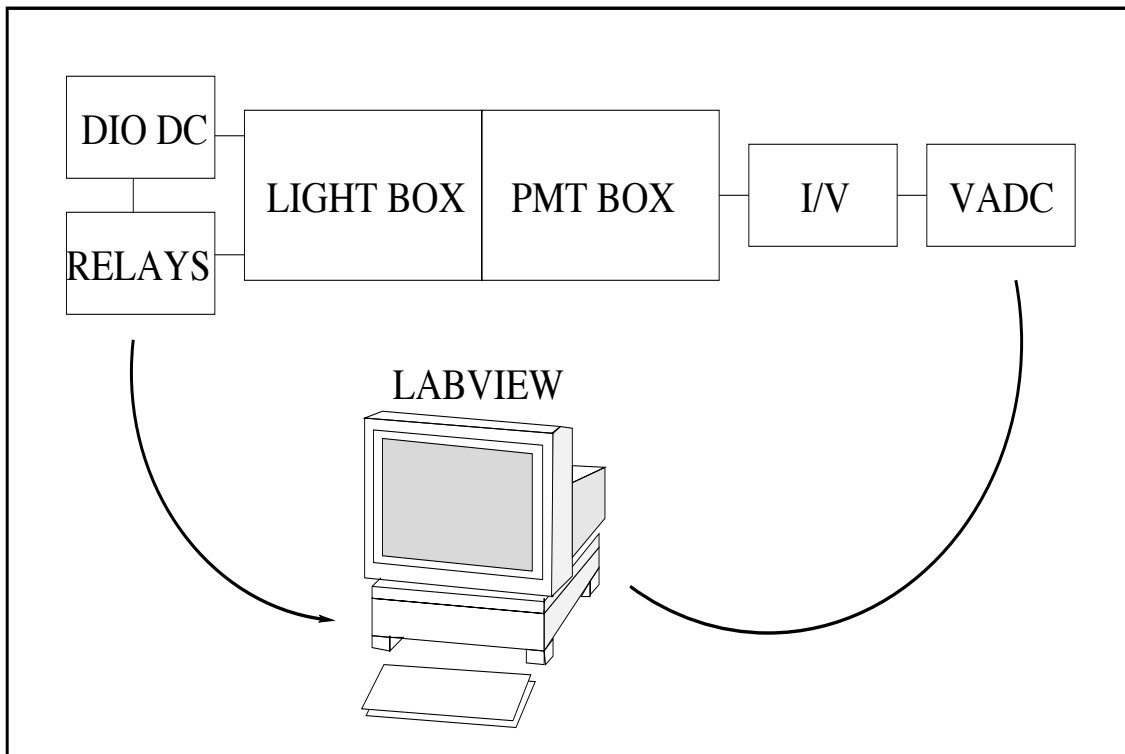 DIO DC
RELAYS
LIGHT BOX
PMT BOX
I/V
VADC
LABVIEW